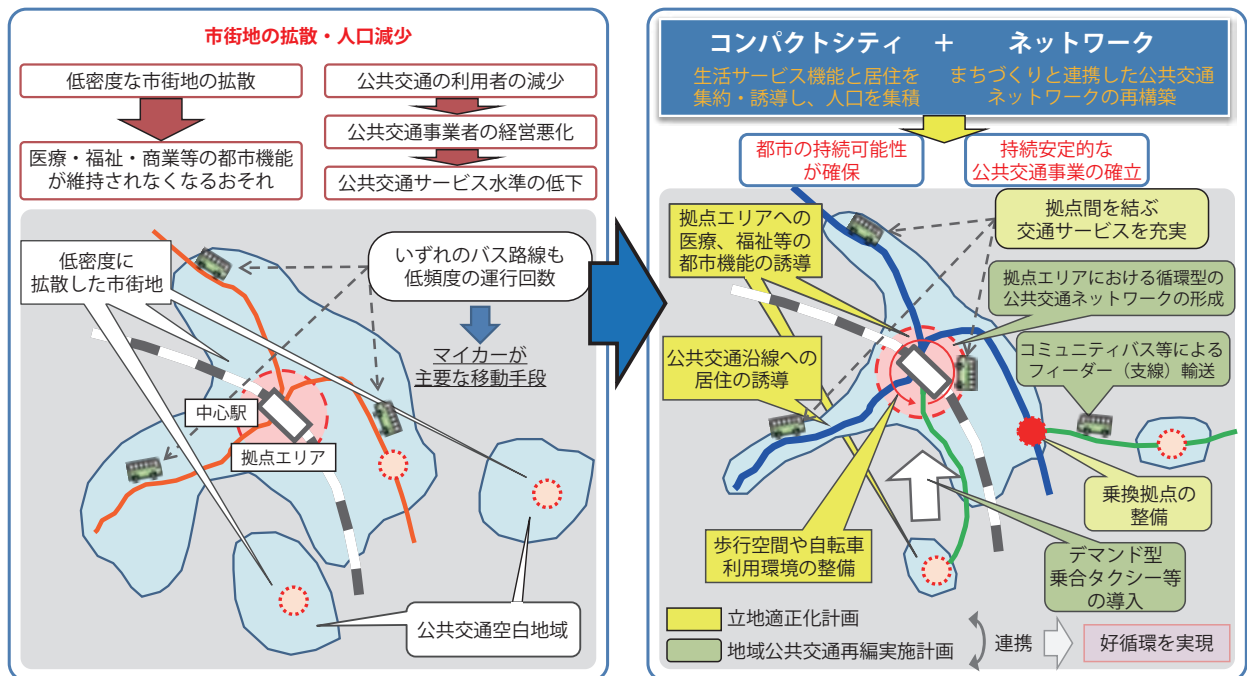 市街地の拡散・人口減少
低密度な市街地の拡散
医療・福祉・商業等の都市機能
が維持されなくなるおそれ
公共交通の利用者の減少
公共交通事業者の経営悪化
公共交通サービス水準の低下
低密度に
拡散した市街地
いずれのバス路線も
低頻度の運行回数
マイカーが
主要な移動手段
中心駅
拠点エリア
公共交通空白地域
コンパクトシティ + ネットワーク
生活サービス機能と居住を
集約・誘導し、人口を集積
まちづくりと連携した公共交通
ネットワークの再構築
都市の持続可能性
が確保
持続安定的な
公共交通事業の確立
拠点エリアへの
医療、福祉等の
都市機能の誘導
拠点間を結ぶ
交通サービスを充実
拠点エリアにおける循環型の
公共交通ネットワークの形成
公共交通沿線への
居住の誘導
コミュニティバス等による
フィーダー（支線）輸送
乗換拠点の
整備
歩行空間や自転車
利用環境の整備
デマンド型
乗合タクシー等
の導入
立地適正化計画
地域公共交通再編実施計画
連携
好循環を実現